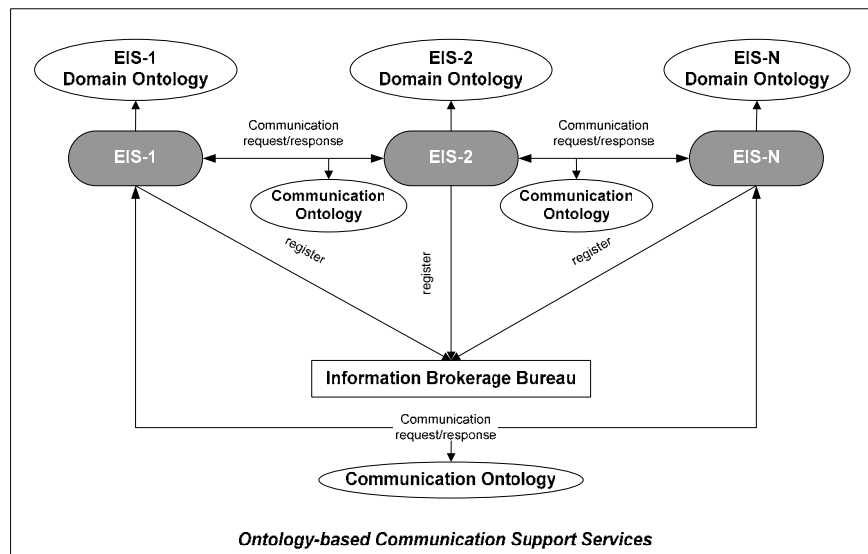 EIS-1
Domain Ontology
EIS-2
Domain Ontology
EIS-N
Domain Ontology
Communication
request/response
Communication
request/response
EIS-1
EIS-2
EIS-N
Communication
Ontology
Communication
Ontology
register
register
register
Information Brokerage Bureau
Communication
request/response
Communication Ontology
Ontology-based Communication Support Services